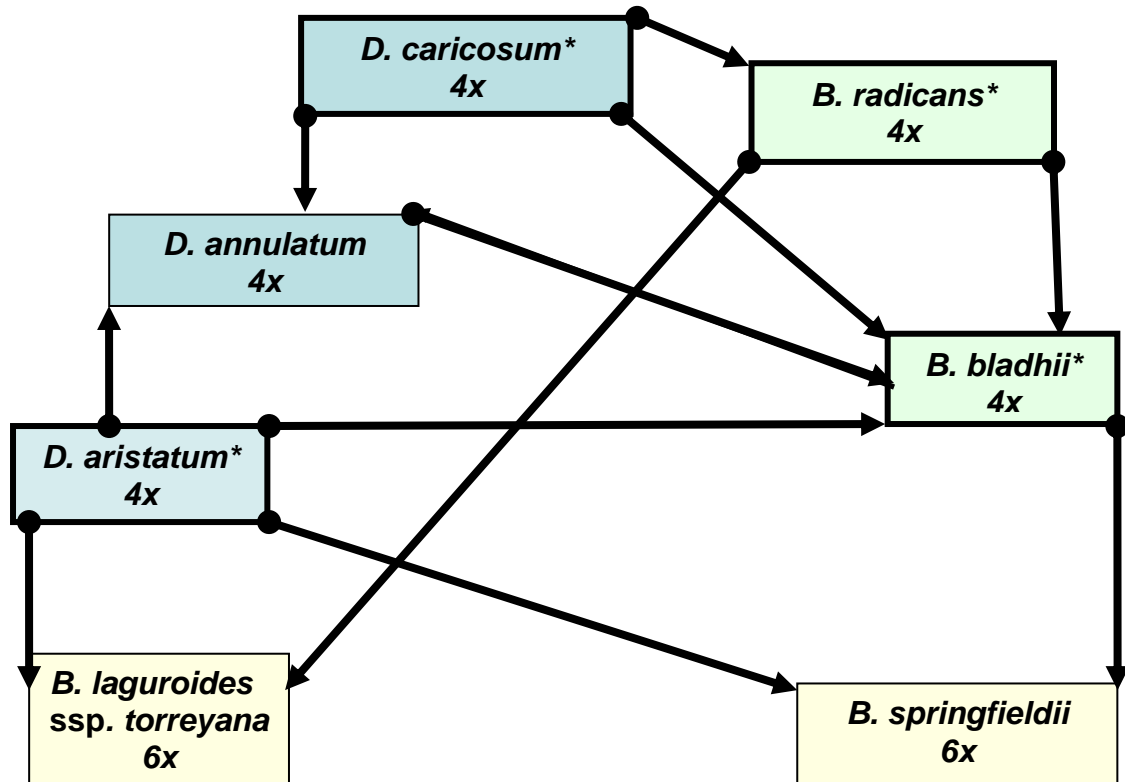 D. caricosum*
4x
B. radicans*
4x
D. annulatum
4x
B. bladhii*
4x
D. aristatum*
4x
B. laguroides
ssp. torreyana
6x
B. springfieldii
6x